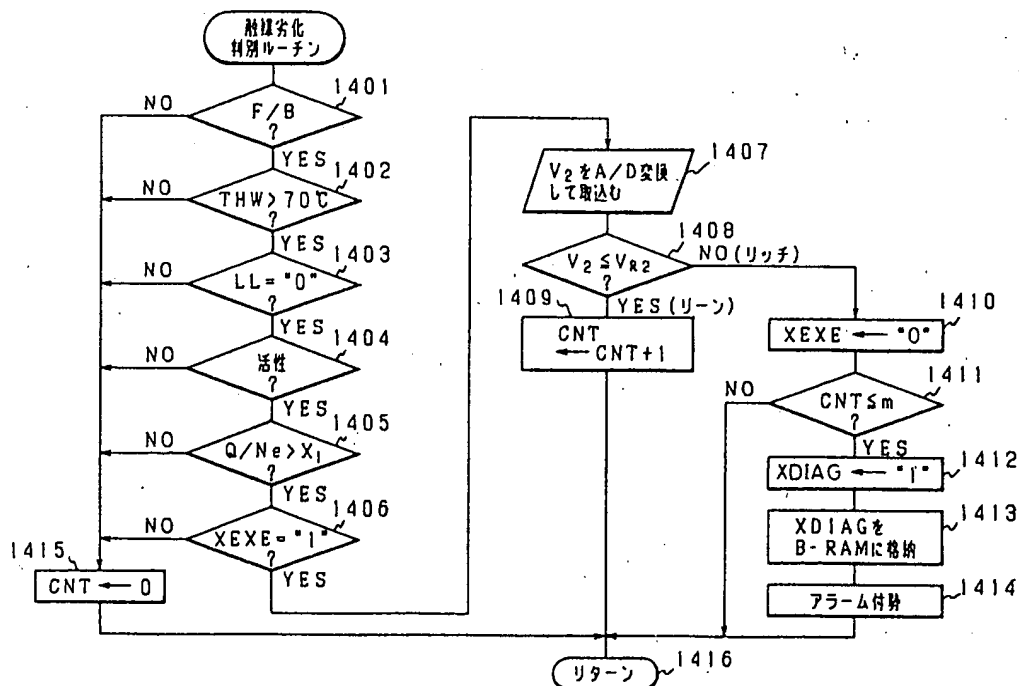 触媒劣化
判別ルーチン
1401
NO
F/B
?
YES
1402
NO
THW>70℃
?
YES
1403
NO
LL="0"
?
YES
1404
NO
活性
?
YES
1405
NO
Q/Ne>X1
?
YES
1406
NO
XEXE="1"
?
YES
1415
CNT ← 0
1407
V2をA/D変換
して取込む
1408
V2≦VR2
?
NO(リッチ)
YES(リーン)
1409
CNT
←CNT+1
1410
XEXE ← "0"
1411
NO
CNT≦m
?
YES
1412
XDIAG ← "1"
1413
XDIAGを
B-RAMに格納
1414
アラーム付勢
リターン
1416